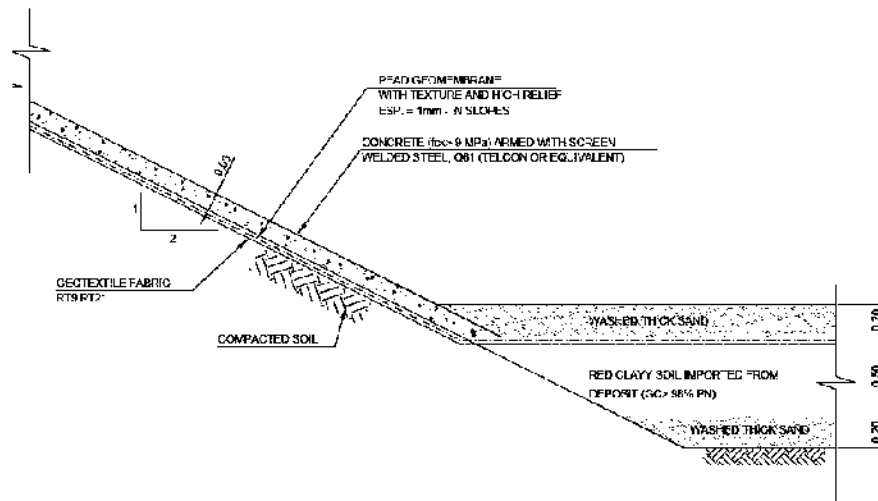 PEAD GEOMEMBRANE
WITH TEXTURE AND HIGH RELIEF
ESP. = 1mm - IN SLOPES
CONCRETE (fck> 9 MPa) ARMED WITH SCREEN
WELDED STEEL, Q61 (TELCON OR EQUIVALENT)
0,05
1
2
GEOTEXTILE FABRIC
COMPACTED SOIL
WASHED THICK SAND
0,20
RED CLAYY SOIL IMPORTED FROM
DEPOSIT (GC> 98% PN)
0,50
WASHED THICK SAND
0,20